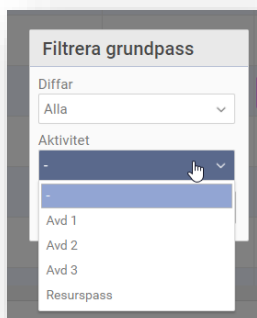 Filtrera grundpass
Diffar
Alla
Aktivitet
-
-
Avd 1
Avd 2
Avd 3
Resurspass